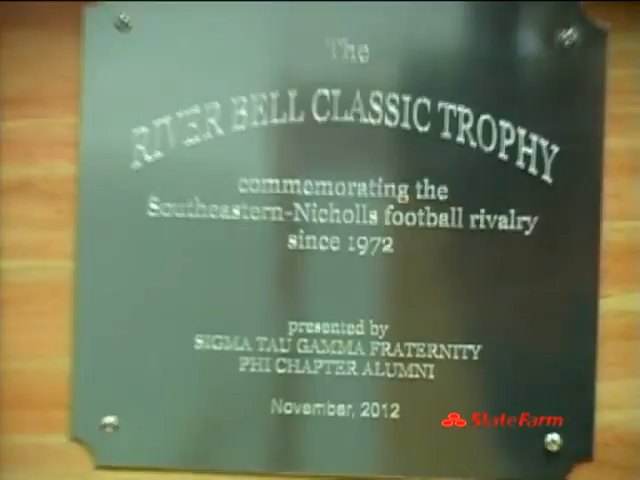 The
RIVER BELL CLASSIC TROPHY
commemorating the
Southeastern-Nicholls football rivalry
since 1972
presented by
SIGMA TAU GAMMA FRATERNITY
PHI CHAPTER ALUMNI
November, 2012
State Farm